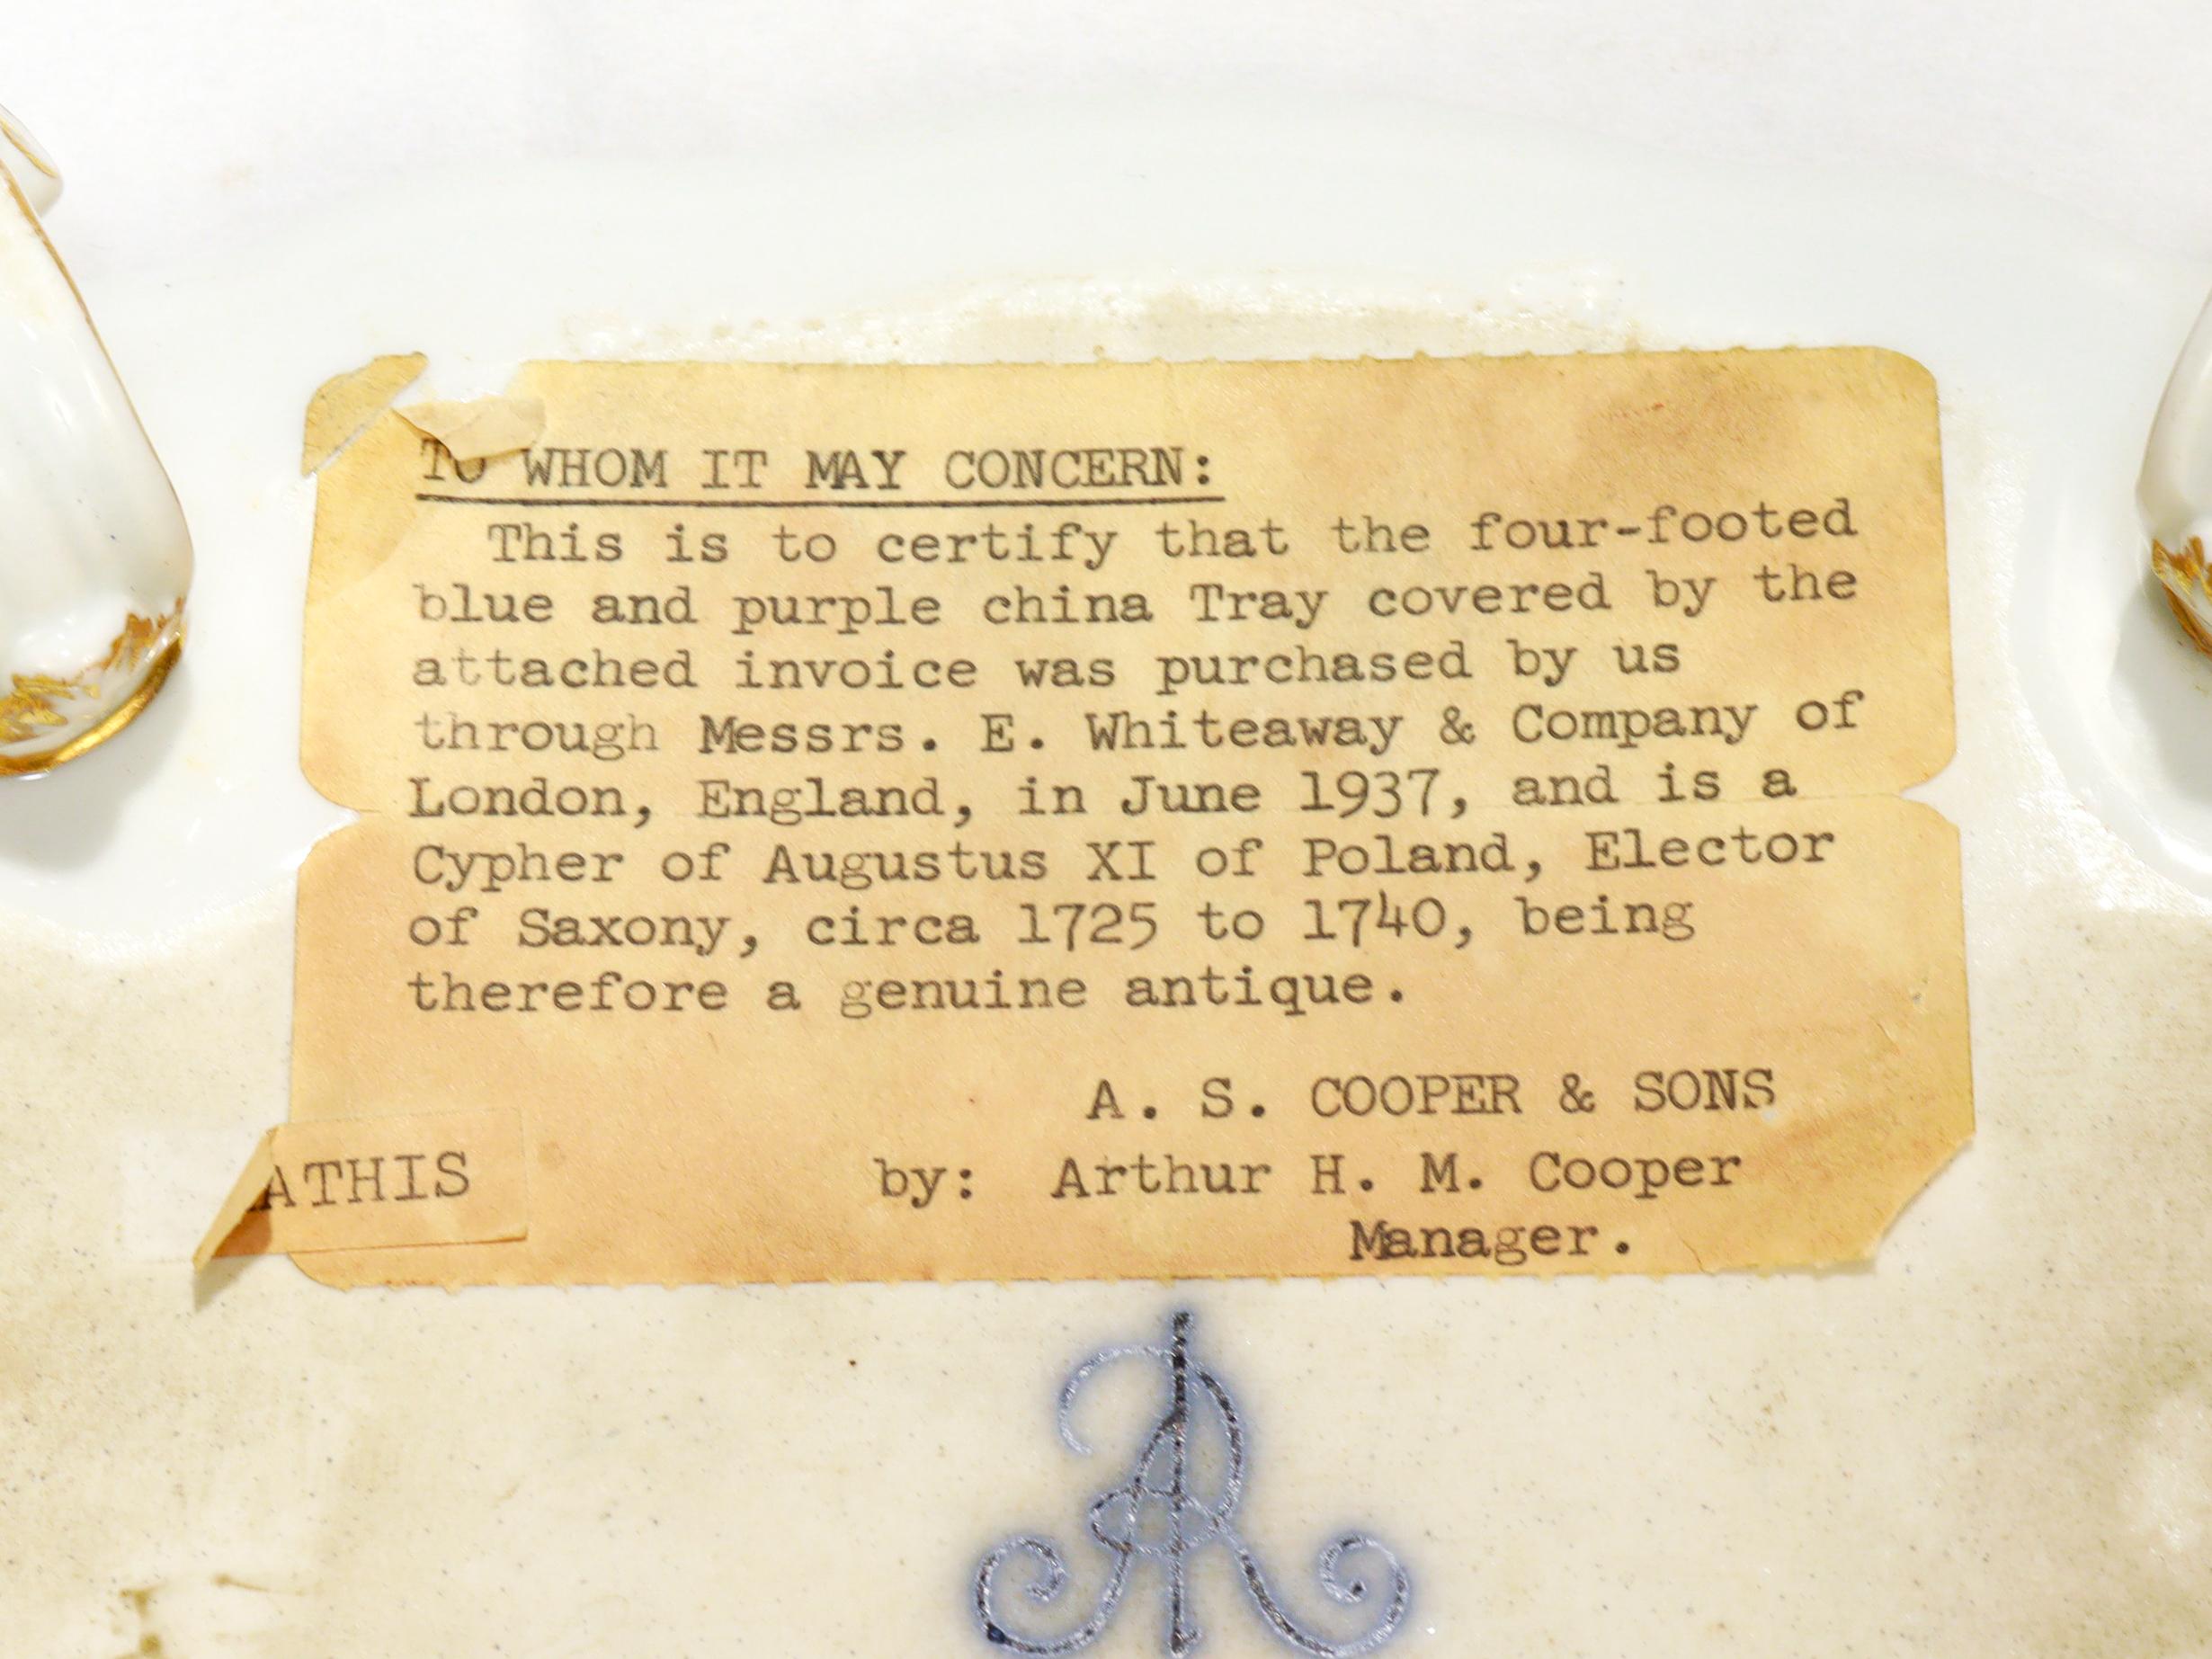 TO WHOM IT MAY CONCERN:
This is to certify that the four-footed
blue and purple china Tray covered by the
attached invoice was purchased by us
through Messrs. E. Whiteaway & Company of
London, England, in June 1937, and is a
Cypher of Augustus XI of Poland, Elector
of Saxony, circa 1725 to 1740, being
therefore a genuine antique.
A. S. COOPER & SONS
by: Arthur H. M. Cooper
Manager.
ATHIS
AR